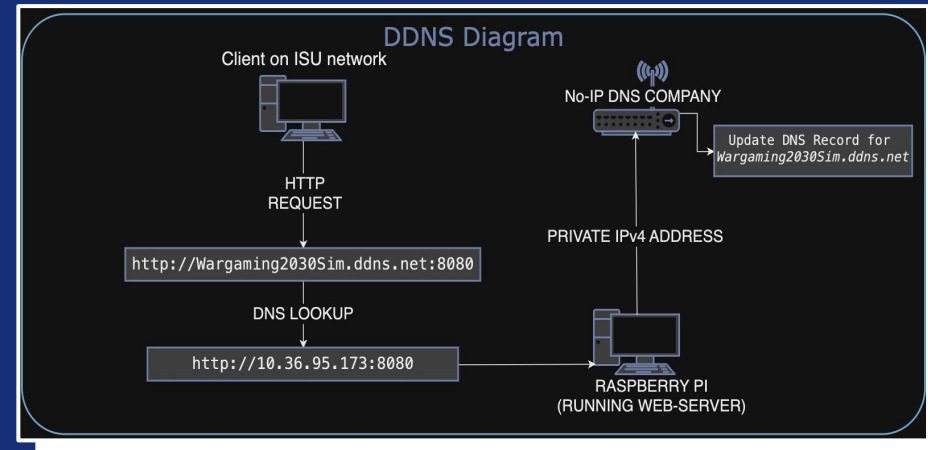 DDNS Diagram
Client on ISU network
HTTP
REQUEST
http://Wargaming2030Sim.ddns.net:8080
DNS LOOKUP
http://10.36.95.173:8080
RASPBERRY PI
(RUNNING WEB-SERVER)
PRIVATE IPv4 ADDRESS
No-IP DNS COMPANY
Update DNS Record for
Wargaming2030Sim.ddns.net